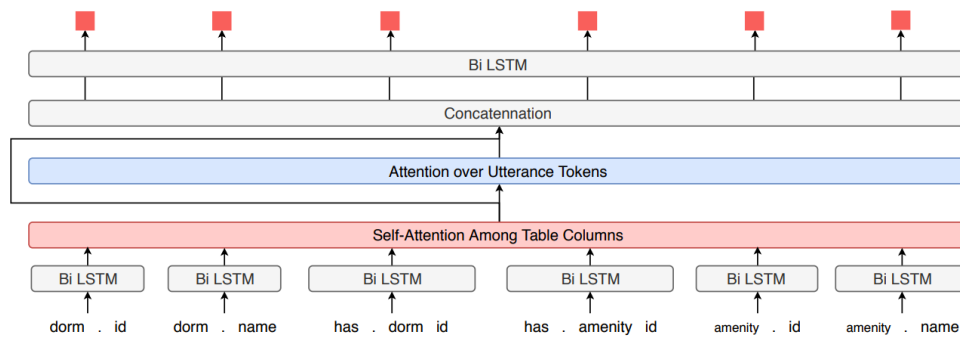 Bi LSTM
Concatennation
Attention over Utterance Tokens
Self-Attention Among Table Columns
Bi LSTM Bi LSTM Bi LSTM Bi LSTM Bi LSTM Bi LSTM
dorm . id dorm . name has . dorm id has . amenity id amenity . id amenity . name